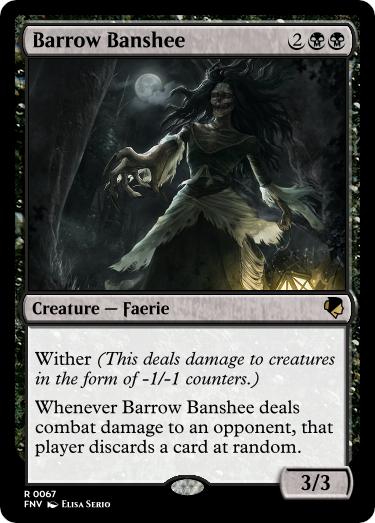 Barrow Banshee 2
Creature — Faerie
Wither (This deals damage to creatures
in the form of -1/-1 counters.)
Whenever Barrow Banshee deals
combat damage to an opponent, that
player discards a card at random.
3/3
R 0067
FNV Elisa Serio